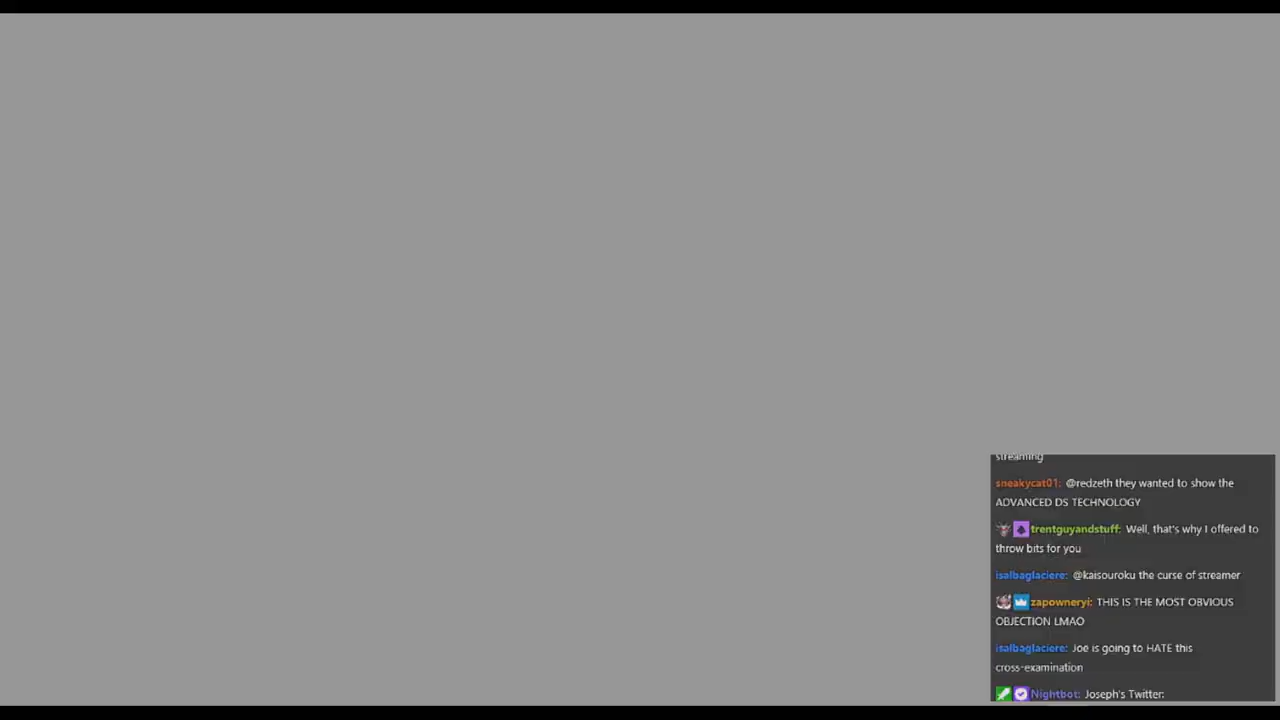 streaming
sneakycat01: @redzeth they wanted to show the
ADVANCED DS TECHNOLOGY
trentguyandstuff: Well, that's why I offered to
throw bits for you
isalbaglaciere: @kaisouroku the curse of streamer
zapowneryi: THIS IS THE MOST OBVIOUS
OBJECTION LMAO
isalbaglaciere: Joe is going to HATE this
cross-examination
Nightbot: Joseph's Twitter: